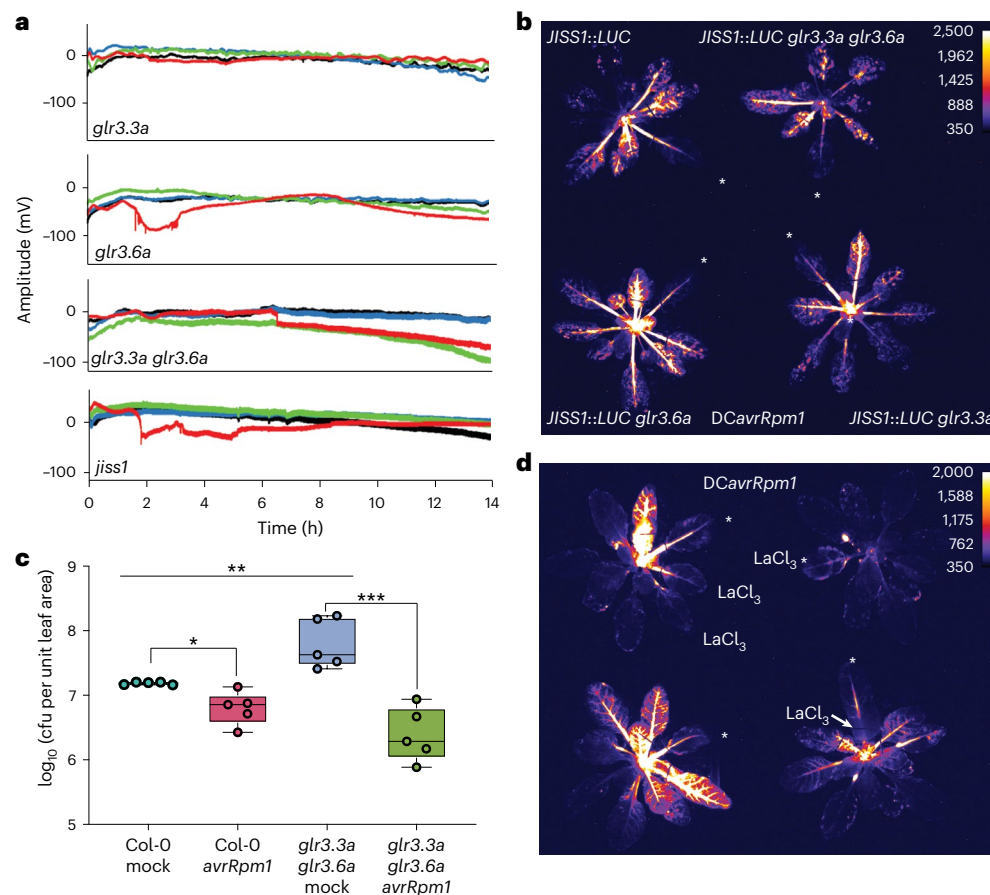 a
0
−100
glr3.3a
0
−100
glr3.6a
0
−100
glr3.3a glr3.6a
0
−100
jiss1
Amplitude (mV)
0 2 4 6 8 10 12 14
Time (h)
b
JISS1::LUC
JISS1::LUC glr3.3a glr3.6a
2,500
1,962
1,425
888
350
*
*
*
*
*
JISS1::LUC glr3.6a
DCavrRpm1
JISS1::LUC glr3.3a
c
9
8
7
6
5
log10 (cfu per unit leaf area)
**
*
***
Col-0
mock
Col-0
avrRpm1
glr3.3a
glr3.6a
mock
glr3.3a
glr3.6a
avrRpm1
d
DCavrRpm1
2,000
1,588
1,175
762
350
*
LaCl3 *
LaCl3
LaCl3
*
LaCl3
*